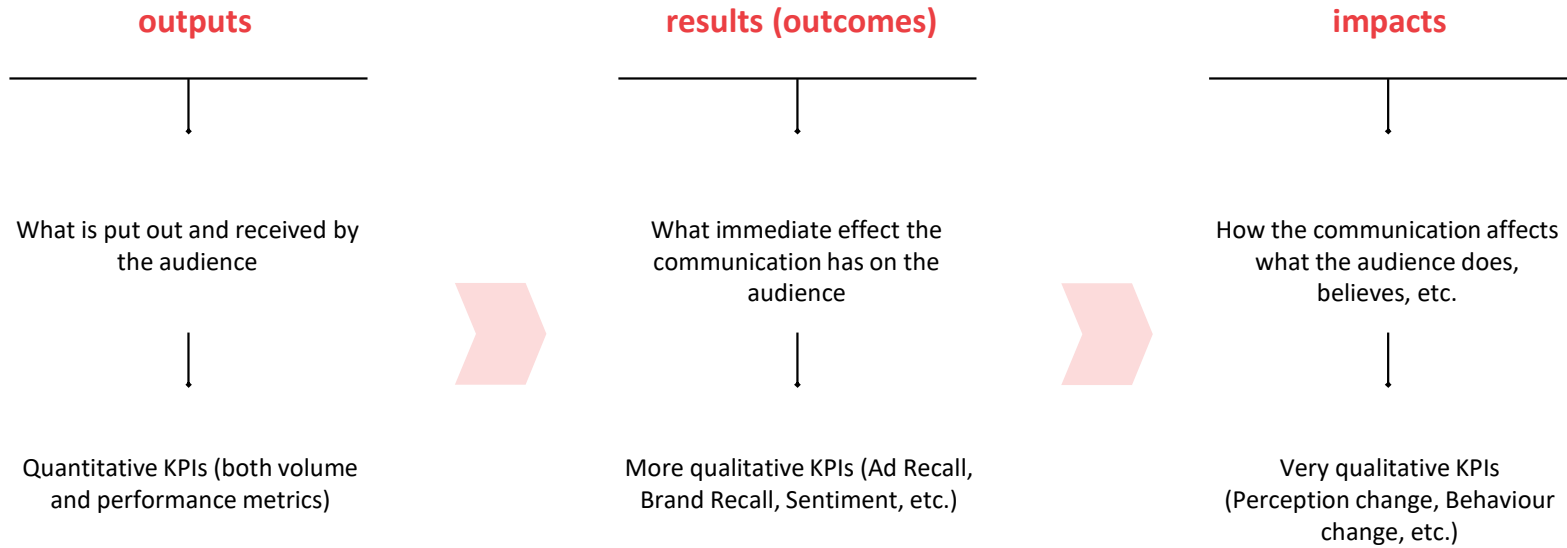 outputs
What is put out and received by
the audience
Quantitative KPIs (both volume
and performance metrics)
results (outcomes)
What immediate effect the
communication has on the
audience
More qualitative KPIs (Ad Recall,
Brand Recall, Sentiment, etc.)
impacts
How the communication affects
what the audience does,
believes, etc.
Very qualitative KPIs
(Perception change, Behaviour
change, etc.)